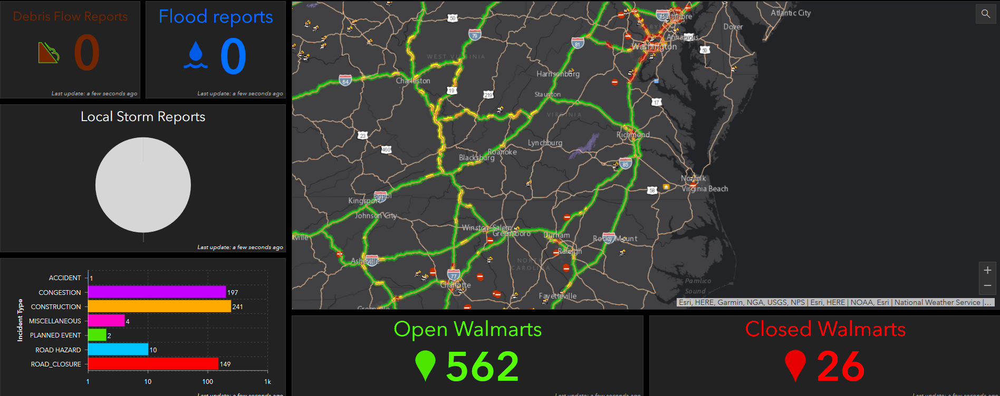 Debris Flow Reports
0
Last update: a few seconds ago
Flood reports
0
Last update: a few seconds ago
Local Storm Reports
Last update: a few seconds ago
Incident Type
ACCIDENT 1
CONGESTION 197
CONSTRUCTION 241
MISCELLANEOUS 4
PLANNED EVENT 2
ROAD HAZARD 10
ROAD_CLOSURE 149
1 10 100 1k
Last update: a few seconds ago
Atlantic City
50
Baltimore
Dover
79
Annapolis
81
Washington
50
WEST VIRGINIA
Harrisonburg
64
Charleston
19
219
Staunton
17
VIRGINIA
Richmond
23
Lynchburg
460
Roanoke
Blacksburg
85
Norfolk
58
Virginia Beach
Bristol
Kingsport
Johnson City
Winston-Salem
Greensboro
ville
Durham
Rocky Mount
Raleigh
Asheville
NORTH
CAROLINA
77
Charlotte
Pamlico
Sound
Fayetteville
Greenville
+
−
Esri, HERE, Garmin, NGA, USGS, NPS | Esri, HERE | NOAA, Esri | National Weather Service |...
Open Walmarts
562
Last update: a few seconds ago
Closed Walmarts
26
Last update: a few seconds ago